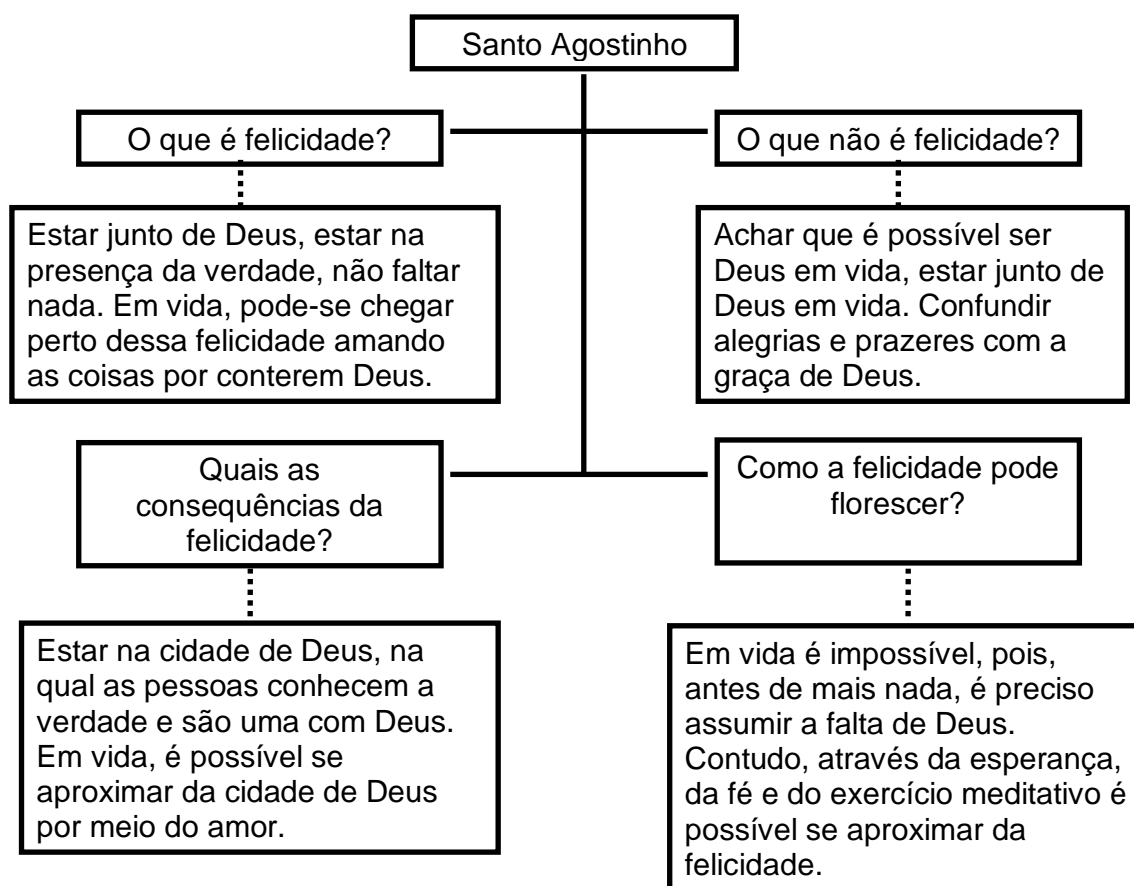 Santo Agostinho
O que é felicidade?
O que não é felicidade?
Estar junto de Deus, estar na
presença da verdade, não faltar
nada. Em vida, pode-se chegar
perto dessa felicidade amando
as coisas por conterem Deus.
Achar que é possível ser
Deus em vida, estar junto de
Deus em vida. Confundir
alegrias e prazeres com a
graça de Deus.
Quais as
consequências da
felicidade?
Como a felicidade pode
florescer?
Estar na cidade de Deus, na
qual as pessoas conhecem a
verdade e são uma com Deus.
Em vida, é possível se
aproximar da cidade de Deus
por meio do amor.
Em vida é impossível, pois,
antes de mais nada, é preciso
assumir a falta de Deus.
Contudo, através da esperança,
da fé e do exercício meditativo é
possível se aproximar da
felicidade.